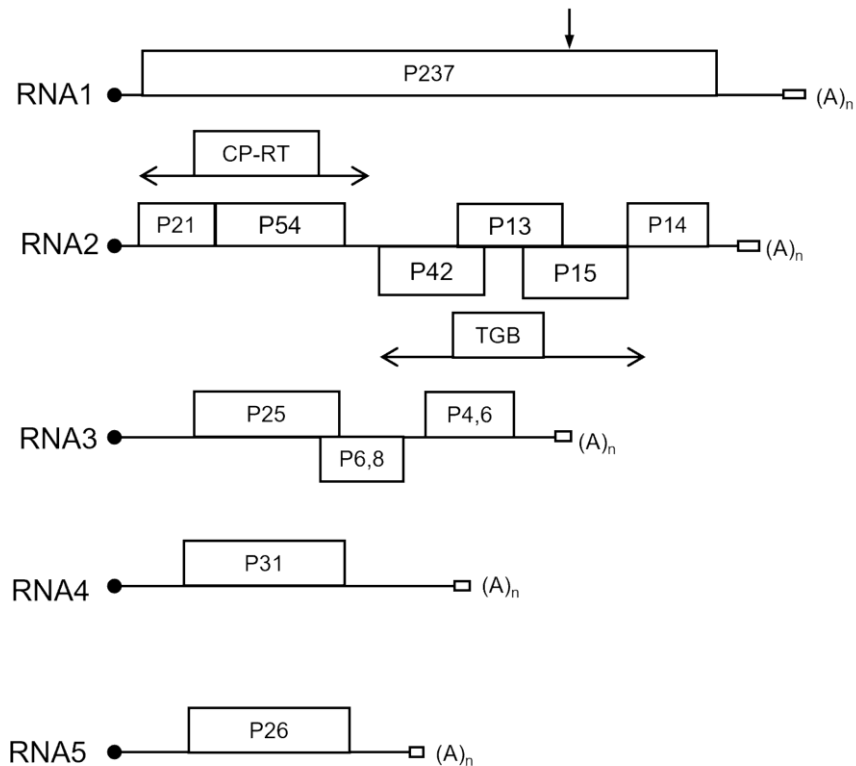 P237
RNA1 (A)n
CP-RT
P21 P54 P13 P14
RNA2 (A)n
P42 P15
TGB
P25 P4,6
RNA3 (A)n
P6,8
P31
RNA4 (A)n
P26
RNA5 (A)n